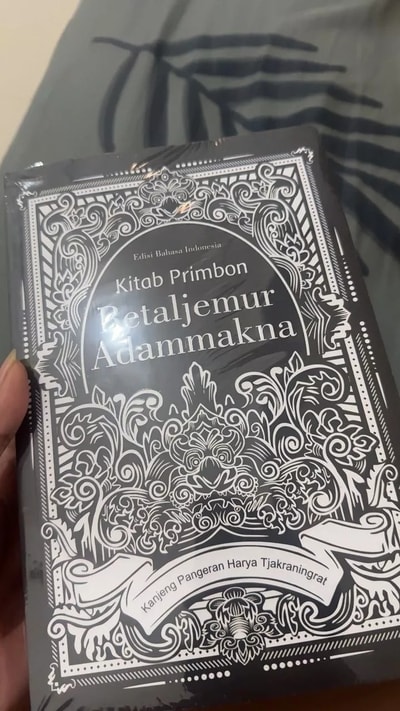 Edisi Bahasa Indonesia
Kitab Primbon
Betaljemur
Adammakna
Kanjeng Pangeran Harya Tjakraningrat